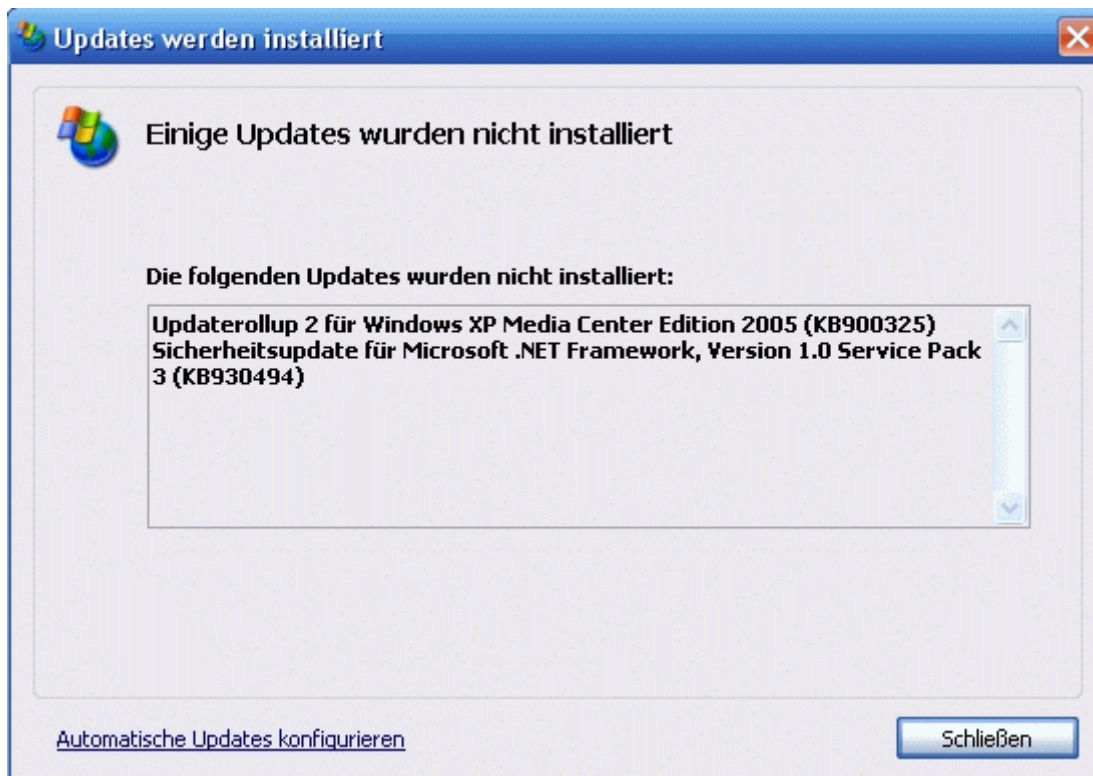 Updates werden installiert
Einige Updates wurden nicht installiert
Die folgenden Updates wurden nicht installiert:
Updaterollup 2 für Windows XP Media Center Edition 2005 (KB900325)
Sicherheitsupdate für Microsoft .NET Framework, Version 1.0 Service Pack
3 (KB930494)
Automatische Updates konfigurieren
Schließen